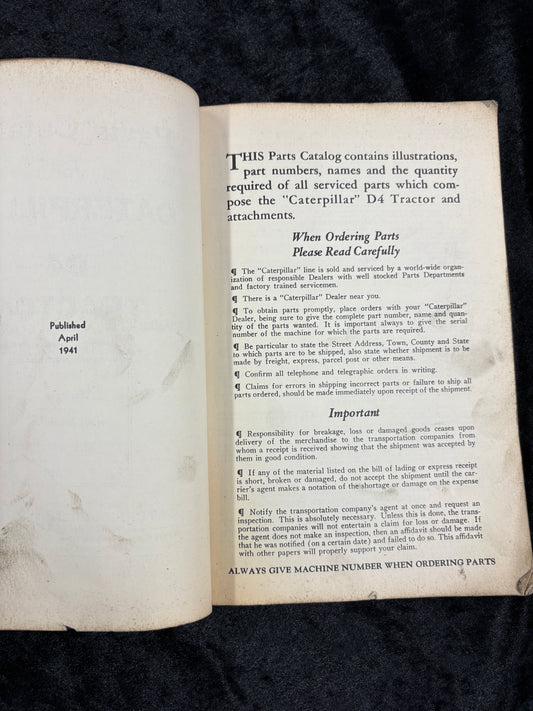 Published
April
1941
THIS Parts Catalog contains illustrations,
part numbers, names and the quantity
required of all serviced parts which com-
pose the "Caterpillar" D4 Tractor and
attachments.
When Ordering Parts
Please Read Carefully
¶ The "Caterpillar" line is sold and serviced by a world-wide organ-
ization of responsible Dealers with well stocked Parts Departments
and factory trained servicemen.
¶ There is a "Caterpillar" Dealer near you.
¶ To obtain parts promptly, place orders with your "Caterpillar"
Dealer, being sure to give the complete part number, name and quan-
tity of the parts wanted. It is important always to give the serial
number of the machine for which the parts are required.
¶ Be particular to state the Street Address, Town, County and State
to which parts are to be shipped, also state whether shipment is to be
made by freight, express, parcel post or other means.
¶ Confirm all telephone and telegraphic orders in writing.
¶ Claims for errors in shipping incorrect parts or failure to ship all
parts ordered, should be made immediately upon receipt of the shipment.
Important
¶ Responsibility for breakage, loss or damaged goods ceases upon
delivery of the merchandise to the transportation companies from
whom a receipt is received showing that the shipment was accepted by
them in good condition.
¶ If any of the material listed on the bill of lading or express receipt
is short, broken or damaged, do not accept the shipment until the car-
rier's agent makes a notation of the shortage or damage on the expense
bill.
¶ Notify the transportation company's agent at once and request an
inspection. This is absolutely necessary. Unless this is done, the trans-
portation companies will not entertain a claim for loss or damage. If
the agent does not make an inspection, then an affidavit should be made
that he was notified (on a certain date) and failed to do so. This affidavit
with other papers will properly support your claim.
ALWAYS GIVE MACHINE NUMBER WHEN ORDERING PARTS